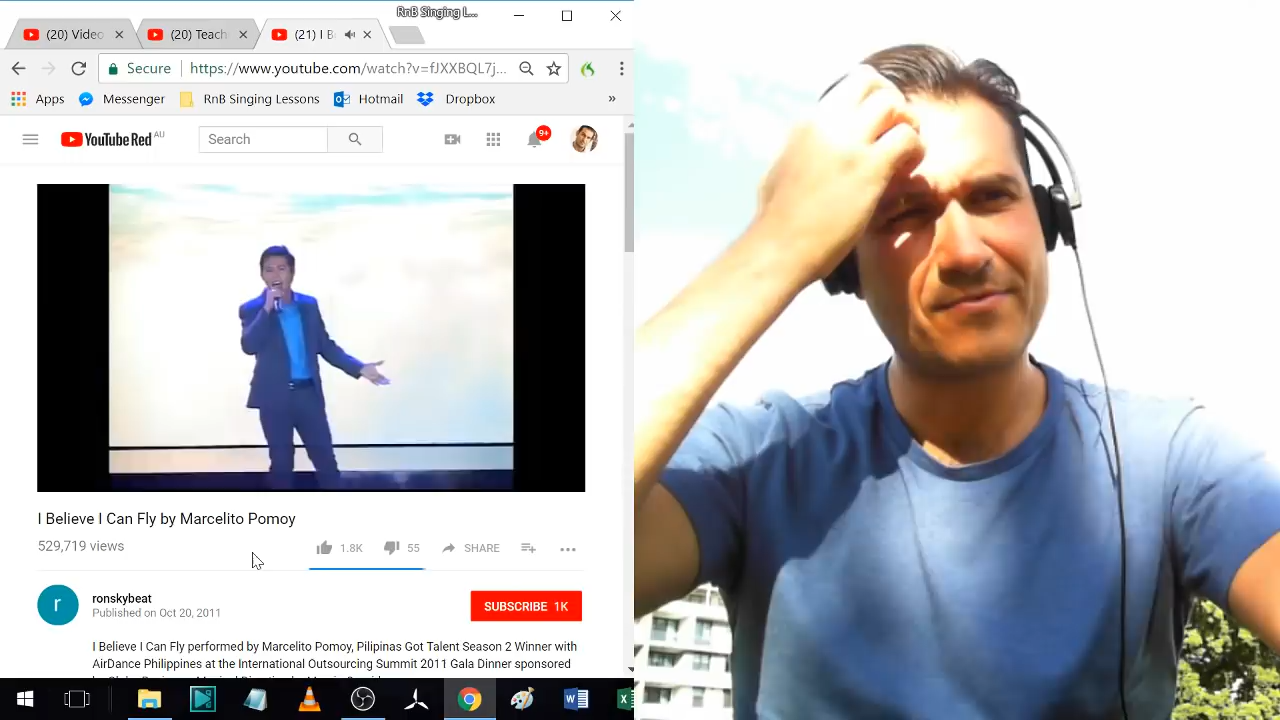 RnB Singing L...
(20) Video
(20) Teach
(21) I B
Secure
https://www.youtube.com/watch?v=fJXXBQL7j...
Apps
Messenger
RnB Singing Lessons
Hotmail
Dropbox
»
YouTube Red AU
Search
9+
I Believe I Can Fly by Marcelito Pomoy
529,719 views
1.8K
55
SHARE
r
ronskybeat
Published on Oct 20, 2011
SUBSCRIBE 1K
I Believe I Can Fly performed by Marcelito Pomoy, Pilipinas Got Talent Season 2 Winner with
AirDance Philippines at the International Outsourcing Summit 2011 Gala Dinner sponsored